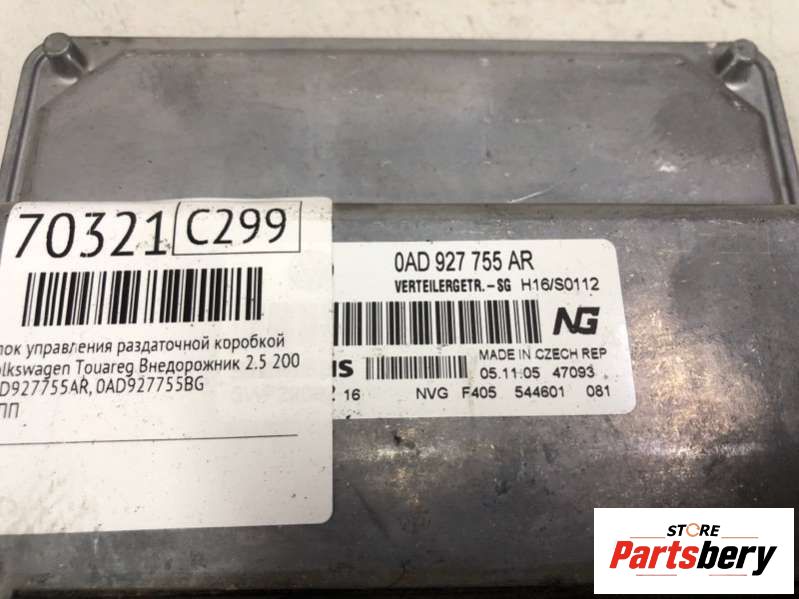 70321 C299
0AD 927 755 AR
VERTEILERGETR.-SG H16/S0112
NG
MADE IN CZECH REP
05.11.05 47093
16 NVG F405 544601 081
лок управления раздаточной коробкой
olkswagen Touareg Внедорожник 2.5 200
D927755AR, 0AD927755BG
ПП
STORE
Partsbery